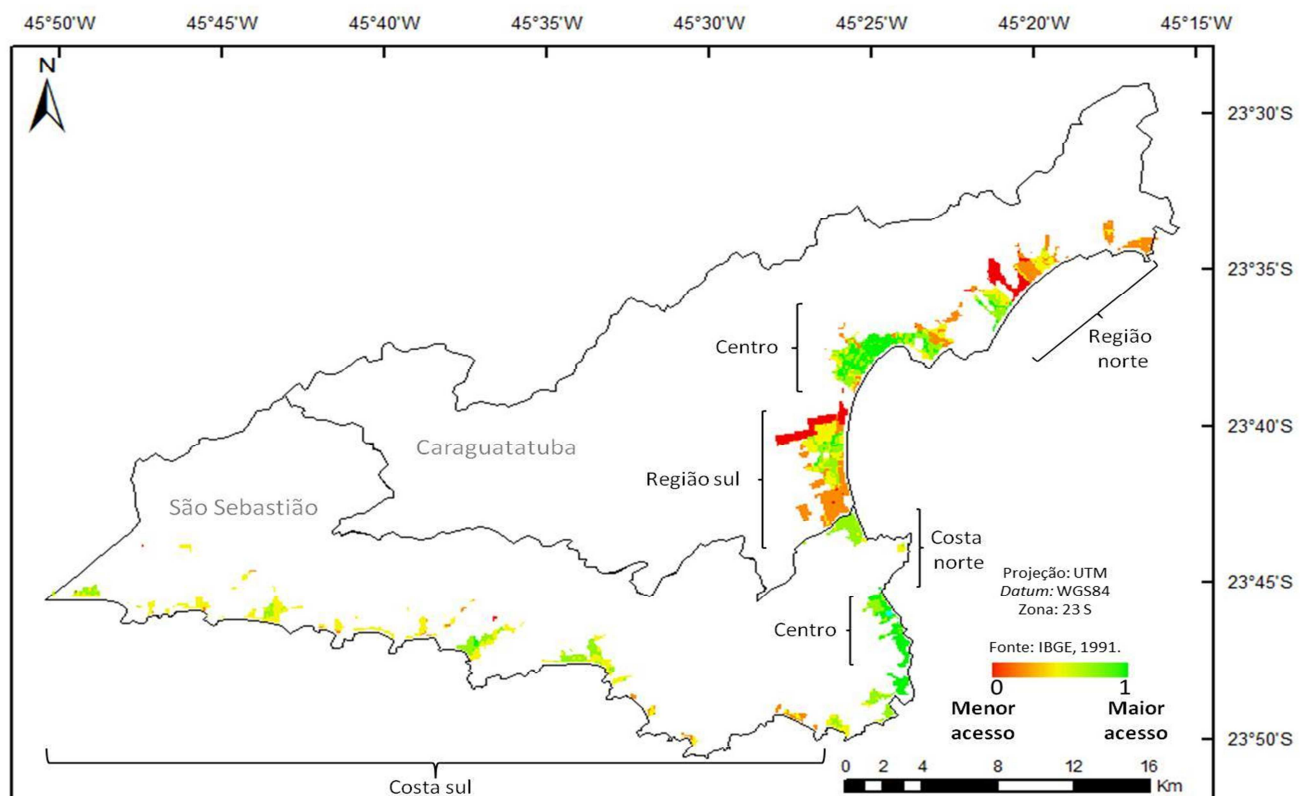 45°50'W 45°45'W 45°40'W 45°35'W 45°30'W 45°25'W 45°20'W 45°15'W
N
23°30'S
23°35'S
Centro
Região
norte
23°40'S
Caraguatatuba
Região sul
São Sebastião
Costa
norte
23°45'S
Projeção: UTM
Datum: WGS84
Zona: 23 S
Centro
Fonte: IBGE, 1991.
0 1
Menor
acesso
Maior
acesso
23°50'S
0 2 4 8 12 16
Km
Costa sul